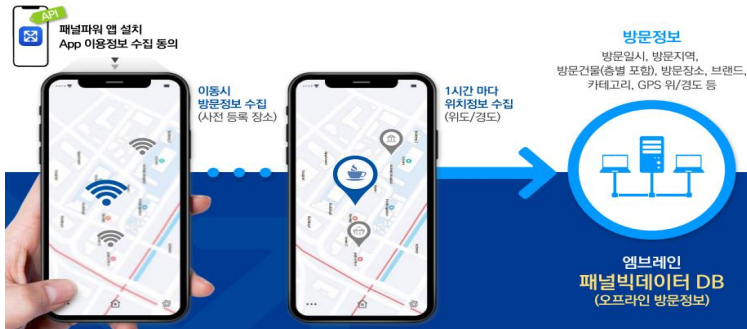 API
패널파워 앱 설치
App 이용정보 수집 동의
이동시
방문정보 수집
(사전 등록 장소)
1시간 마다
위치정보 수집
(위도/경도)
방문정보
방문일시, 방문지역,
방문건물(층별 포함), 방문장소, 브랜드,
카테고리, GPS 위/경도 등
엠브레인
패널빅데이터 DB
(오프라인 방문정보)